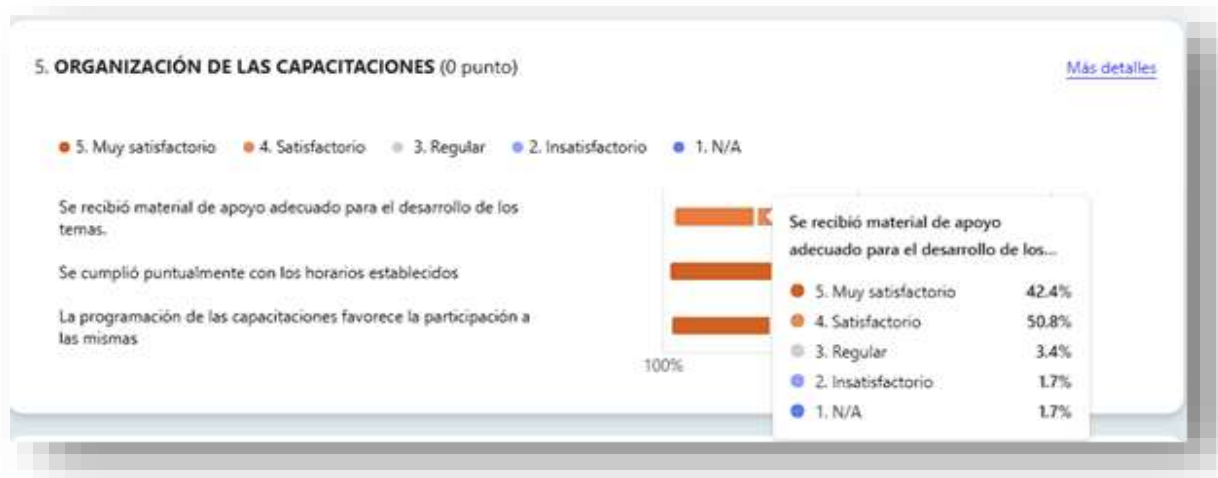 5. ORGANIZACIÓN DE LAS CAPACITACIONES (0 punto)
Más detalles
5. Muy satisfactorio 4. Satisfactorio 3. Regular 2. Insatisfactorio 1. N/A
Se recibió material de apoyo adecuado para el desarrollo de los
temas.
Se cumplió puntualmente con los horarios establecidos
La programación de las capacitaciones favorece la participación a
las mismas
100%
Se recibió material de apoyo
adecuado para el desarrollo de los...
5. Muy satisfactorio 42.4%
4. Satisfactorio 50.8%
3. Regular 3.4%
2. Insatisfactorio 1.7%
1. N/A 1.7%